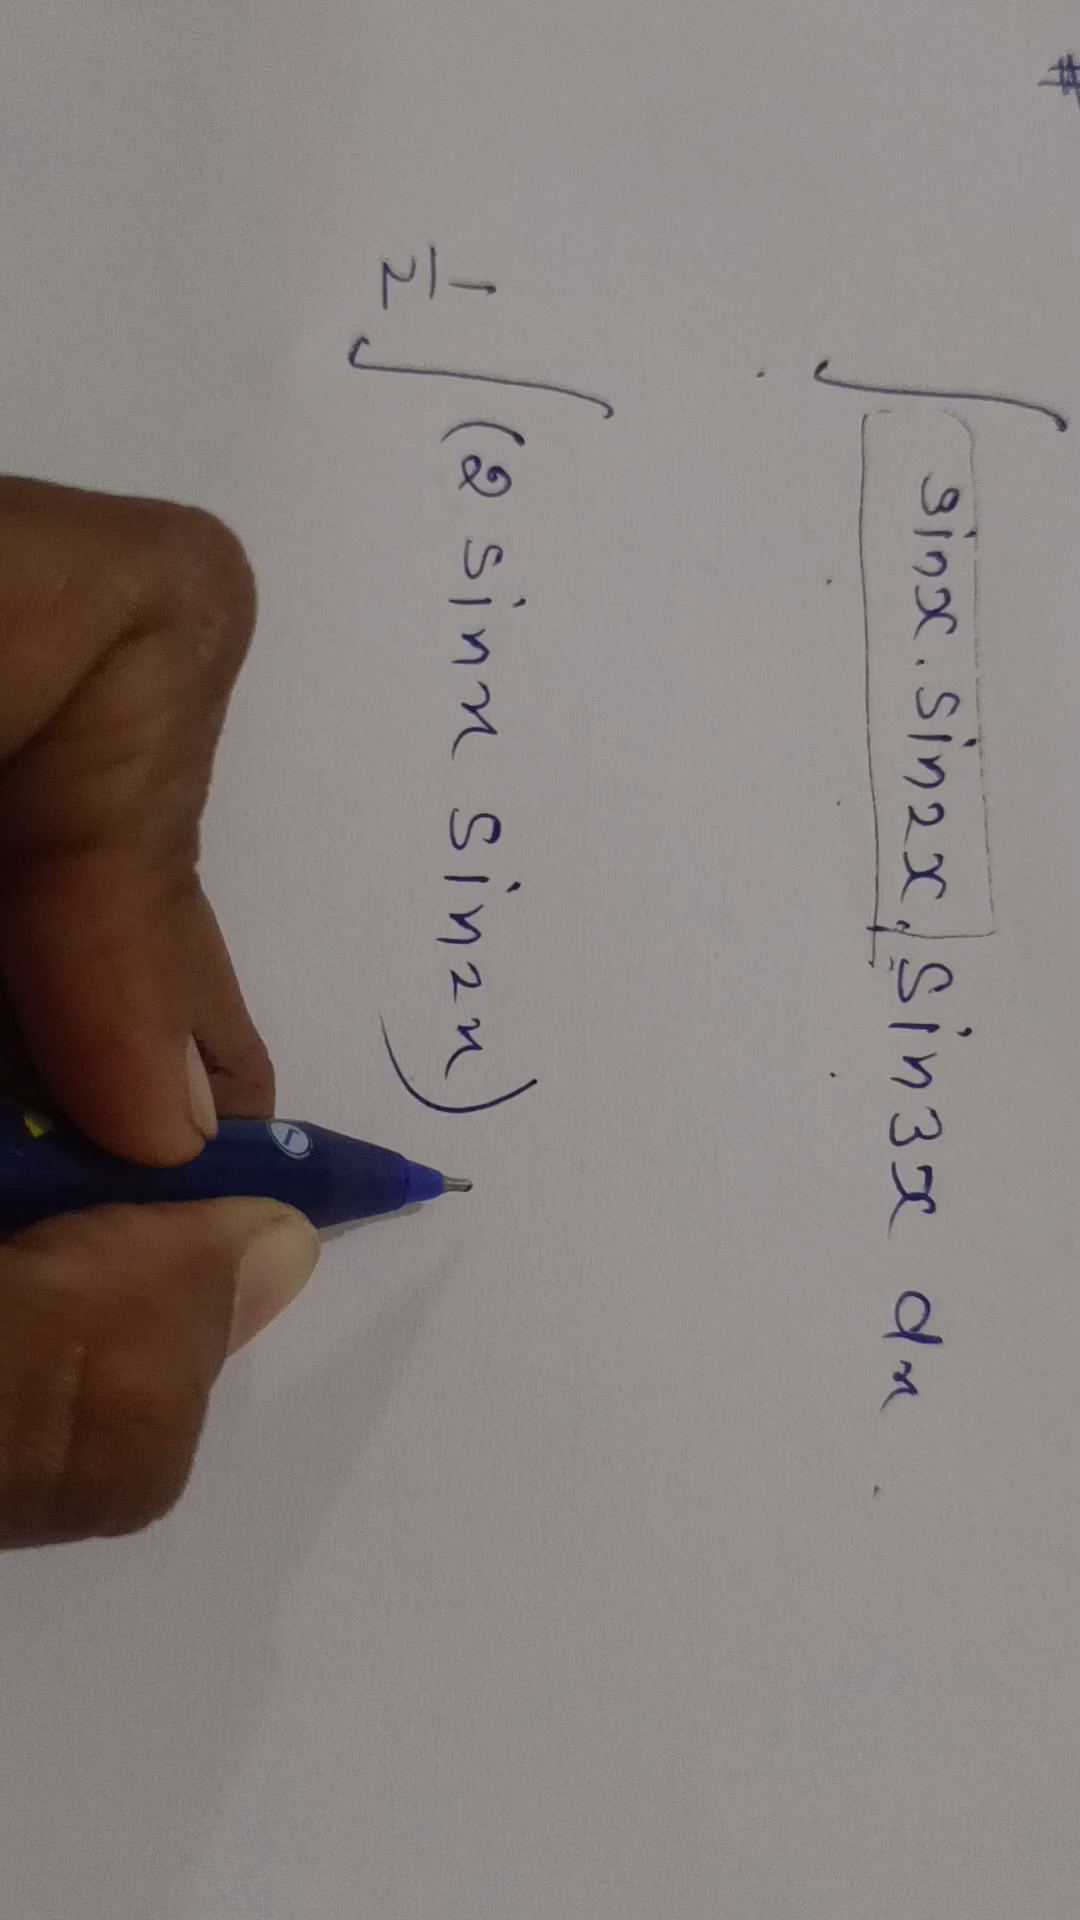 #
∫ sinx . sin2x . sin3x dx
1/2 ∫ (2 sinx sin2x)